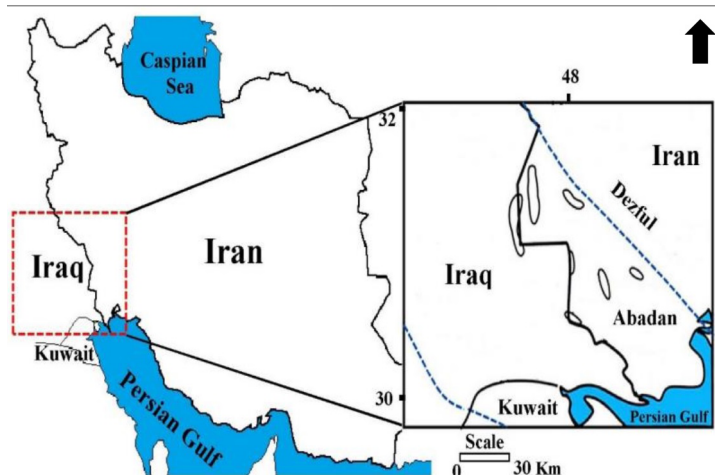 Caspian
Sea
48
32
Iran
Dezful
Iraq
Iran
Iraq
Abadan
Kuwait
30
Kuwait
Persian Gulf
Persian Gulf
Scale
0 30 Km